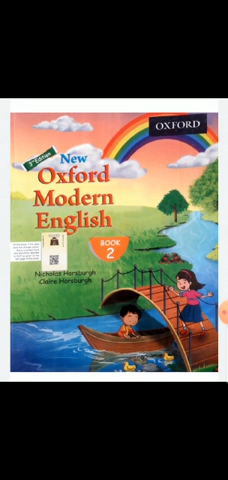 OXFORD
3rd Edition
New
Oxford
Modern
English
BOOK
2
Nicholas Horsburgh
Claire Horsburgh